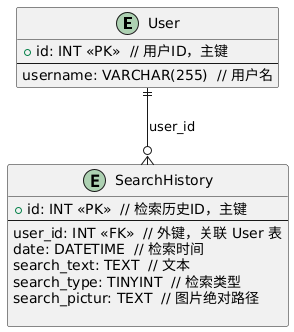 E User
id: INT «PK»  // 用户ID，主键
username: VARCHAR(255)  // 用户名
user_id
E SearchHistory
id: INT «PK»  // 检索历史ID，主键
user_id: INT «FK»  // 外键，关联 User 表
date: DATETIME  // 检索时间
search_text: TEXT  // 文本
search_type: TINYINT  // 检索类型
search_pictur: TEXT  // 图片绝对路径